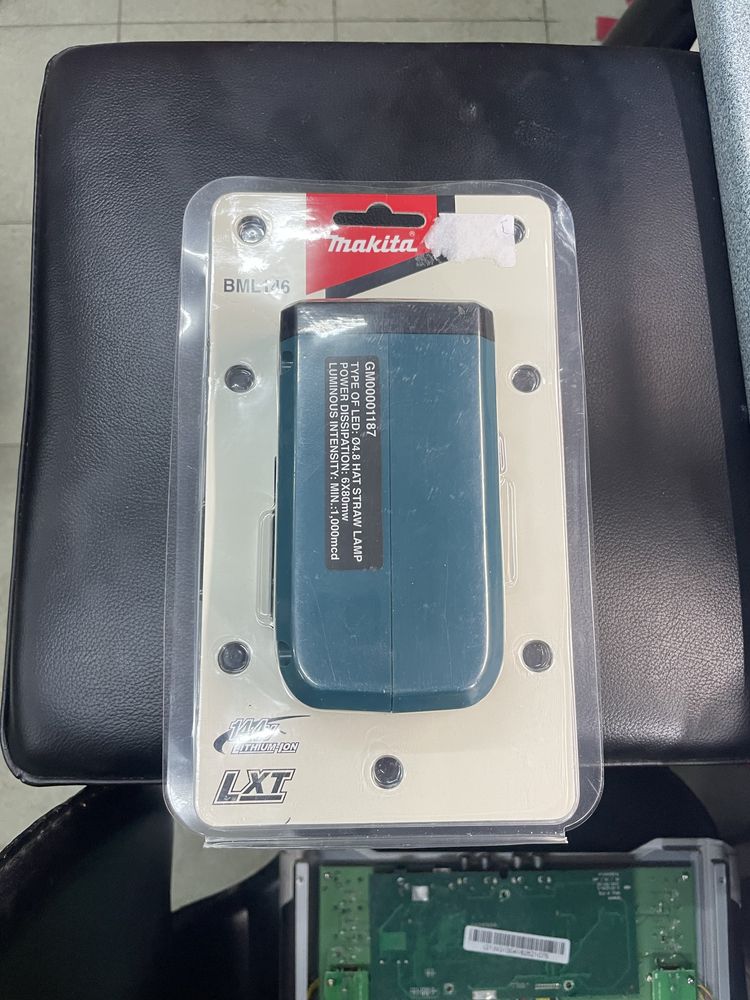 makita®
BML146
GM00001187
TYPE OF LED: Ø4,8 HAT STRAW LAMP
POWER DISSIPATION: 6X80mw
LUMINOUS INTENSITY: MIN.:1,000mcd
14.4V
LITHIUM-ION
LXT